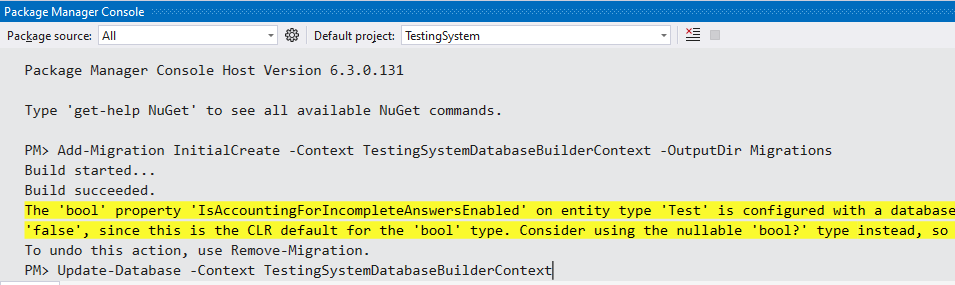 Package Manager Console
Package source: All Default project: TestingSystem
Package Manager Console Host Version 6.3.0.131
Type 'get-help NuGet' to see all available NuGet commands.
PM> Add-Migration InitialCreate -Context TestingSystemDatabaseBuilderContext -OutputDir Migrations
Build started...
Build succeeded.
The 'bool' property 'IsAccountingForIncompleteAnswersEnabled' on entity type 'Test' is configured with a database
'false', since this is the CLR default for the 'bool' type. Consider using the nullable 'bool?' type instead, so
To undo this action, use Remove-Migration.
PM> Update-Database -Context TestingSystemDatabaseBuilderContext